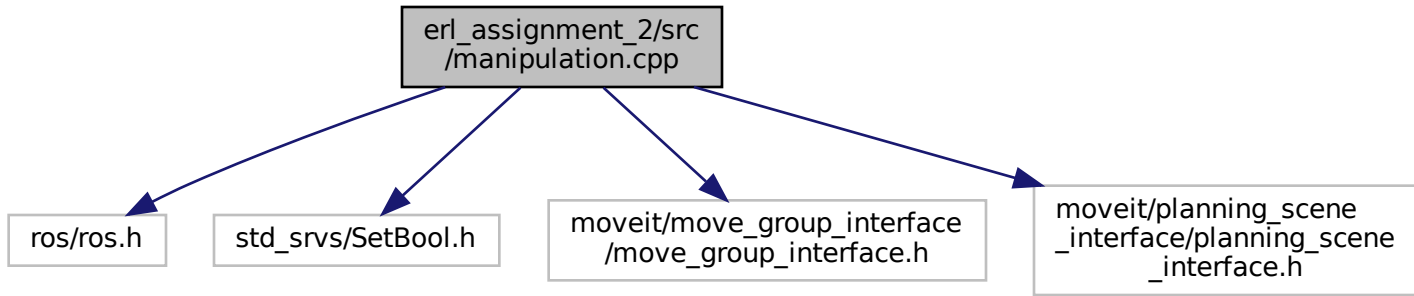 erl_assignment_2/src
/manipulation.cpp
ros/ros.h
std_srvs/SetBool.h
moveit/move_group_interface
/move_group_interface.h
moveit/planning_scene
_interface/planning_scene
_interface.h